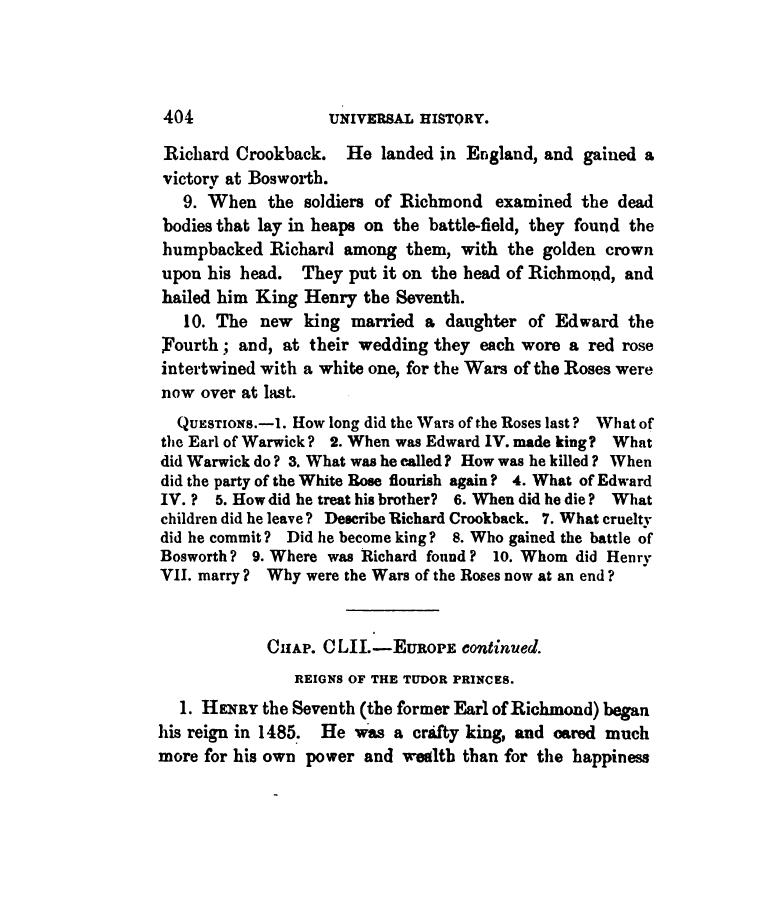 404 UNIVERSAL HISTORY.
Richard Crookback. He landed in England, and gained a
victory at Bosworth.
9. When the soldiers of Richmond examined the dead
bodies that lay in heaps on the battle-field, they found the
humpbacked Richard among them, with the golden crown
upon his head. They put it on the head of Richmond, and
hailed him King Henry the Seventh.
10. The new king married a daughter of Edward the
Fourth; and, at their wedding they each wore a red rose
intertwined with a white one, for the Wars of the Roses were
now over at last.
QUESTIONS.—1. How long did the Wars of the Roses last? What of
the Earl of Warwick? 2. When was Edward IV. made king? What
did Warwick do? 3. What was he called? How was he killed? When
did the party of the White Rose flourish again? 4. What of Edward
IV.? 5. How did he treat his brother? 6. When did he die? What
children did he leave? Describe Richard Crookback. 7. What cruelty
did he commit? Did he become king? 8. Who gained the battle of
Bosworth? 9. Where was Richard found? 10. Whom did Henry
VII. marry? Why were the Wars of the Roses now at an end?
CHAP. CLII.—EUROPE continued.
REIGNS OF THE TUDOR PRINCES.
1. HENRY the Seventh (the former Earl of Richmond) began
his reign in 1485. He was a crafty king, and cared much
more for his own power and wealth than for the happiness